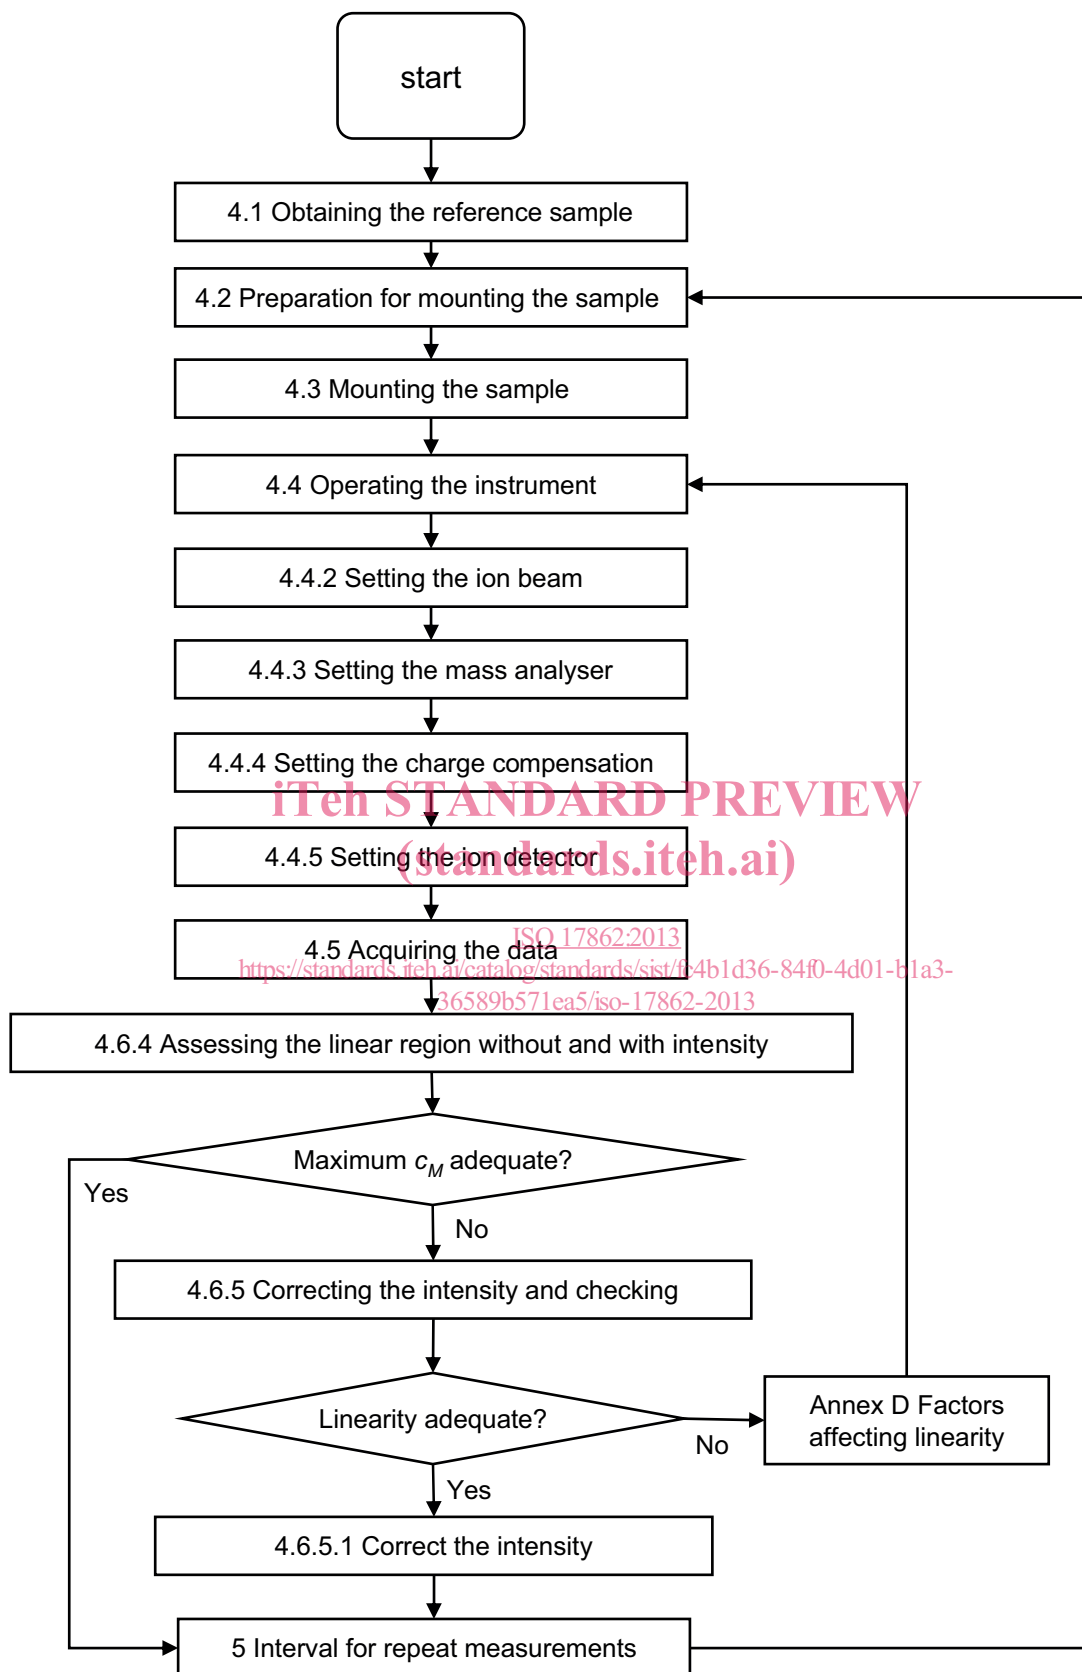 start
4.1 Obtaining the reference sample
4.2 Preparation for mounting the sample
4.3 Mounting the sample
4.4 Operating the instrument
4.4.2 Setting the ion beam
4.4.3 Setting the mass analyser
4.4.4 Setting the charge compensation
iTeh STANDARD PREVIEW
4.4.5 Setting the ion detector
(standards.iteh.ai)
ISO 17862:2013
4.5 Acquiring the data
https://standards.iteh.ai/catalog/standards/sist/fc4b1d36-84f0-4d01-b1a3-
36589b571ea5/iso-17862-2013
4.6.4 Assessing the linear region without and with intensity
Maximum c_M adequate?
Yes
No
4.6.5 Correcting the intensity and checking
Linearity adequate?
No
Annex D Factors
affecting linearity
Yes
4.6.5.1 Correct the intensity
5 Interval for repeat measurements